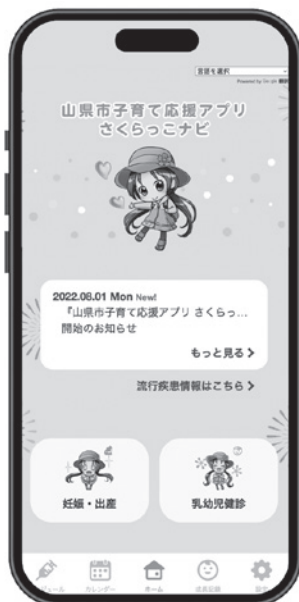 言語を選択
Powered by
山県市子育て応援アプリ
さくらっこナビ
2022.08.01 Mon New!
『山県市子育て応援アプリ さくらっ...
開始のお知らせ
もっと見る
流行疾患情報はこちら
妊娠・出産
乳幼児健診
カレンダー
ホーム
成長記録
設定